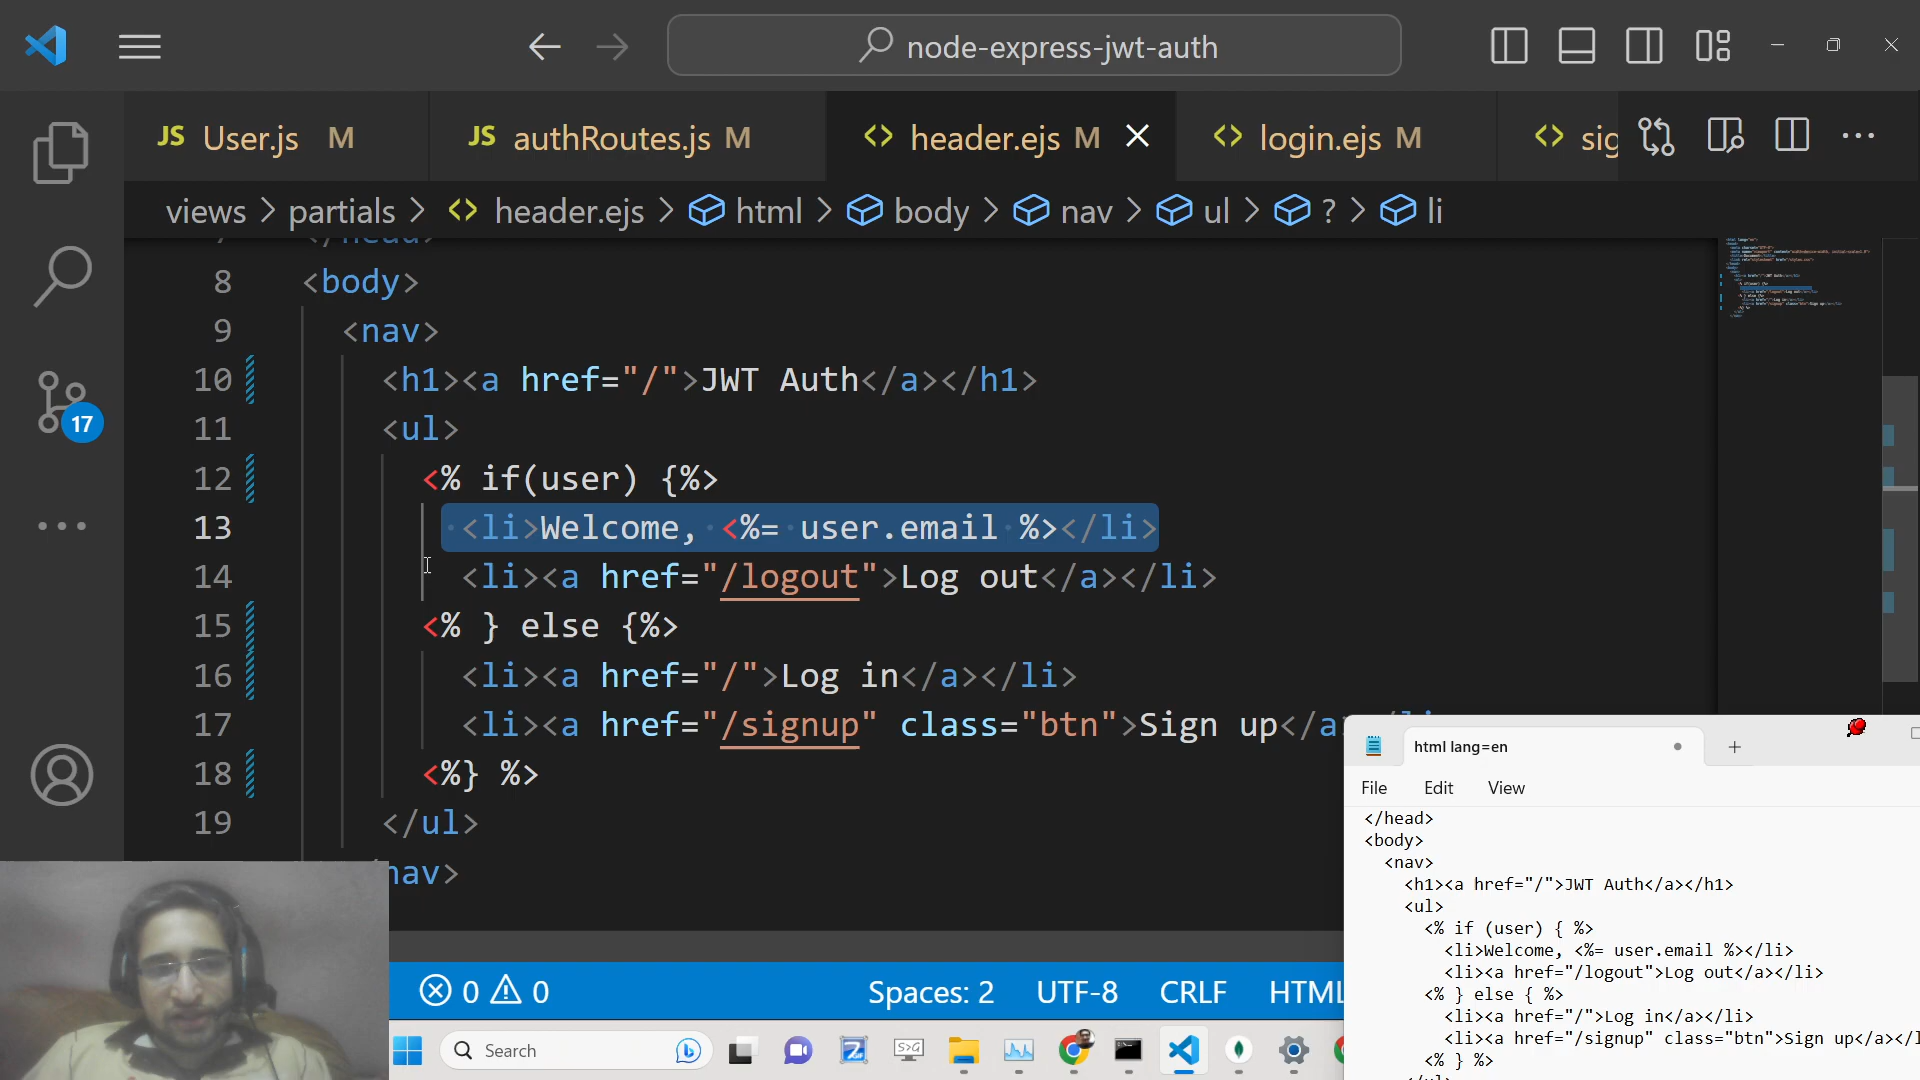 node-express-jwt-auth
JS User.js M
JS authRoutes.js M
header.ejs M
login.ejs M
sig
views > partials > header.ejs > html > body > nav > ul > ? > li
7 </head>
8 <body>
9 <nav>
10 <h1><a href="/">JWT Auth</a></h1>
11 <ul>
12 <% if(user) {%>
13 <li>Welcome, <%= user.email %></li>
14 <li><a href="/logout">Log out</a></li>
15 <% } else {%>
16 <li><a href="/">Log in</a></li>
17 <li><a href="/signup" class="btn">Sign up</a
18 <%} %>
19 </ul>
nav>
17
0 0
Spaces: 2 UTF-8 CRLF HTML
Search
html lang=en
File Edit View
</head>
<body>
<nav>
<h1><a href="/">JWT Auth</a></h1>
<ul>
<% if (user) { %>
<li>Welcome, <%= user.email %></li>
<li><a href="/logout">Log out</a></li>
<% } else { %>
<li><a href="/">Log in</a></li>
<li><a href="/signup" class="btn">Sign up</a></l
<% } %>